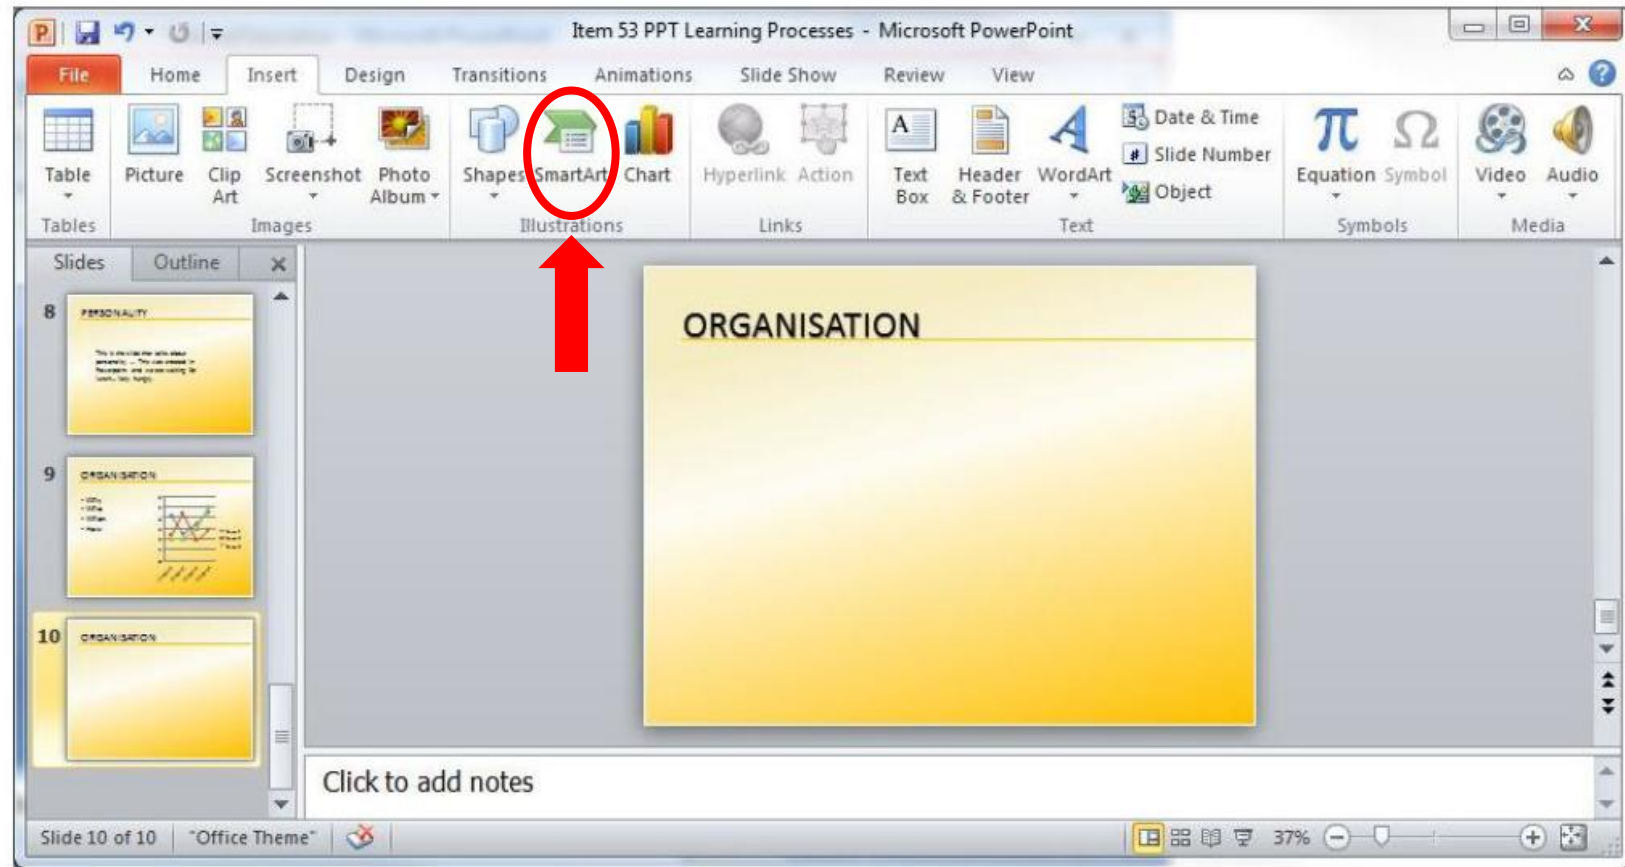 Item 53 PPT Learning Processes - Microsoft PowerPoint
File Home Insert Design Transitions Animations Slide Show Review View
Table Picture Clip Art Screenshot Photo Album Shapes SmartArt Chart Hyperlink Action Text Box Header & Footer WordArt Date & Time Slide Number Object Equation Symbol Video Audio
Tables Images Illustrations Links Text Symbols Media
Slides Outline
8 PERSONALITY
9 ORGANISATION
10 ORGANISATION
ORGANISATION
Click to add notes
Slide 10 of 10 "Office Theme" 37%